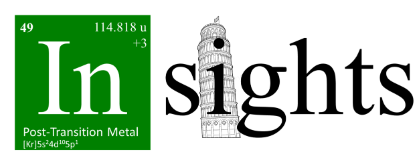 49 114.818 u
+3
In sights
Post-Transition Metal
[Kr]5s²4d¹⁰5p¹